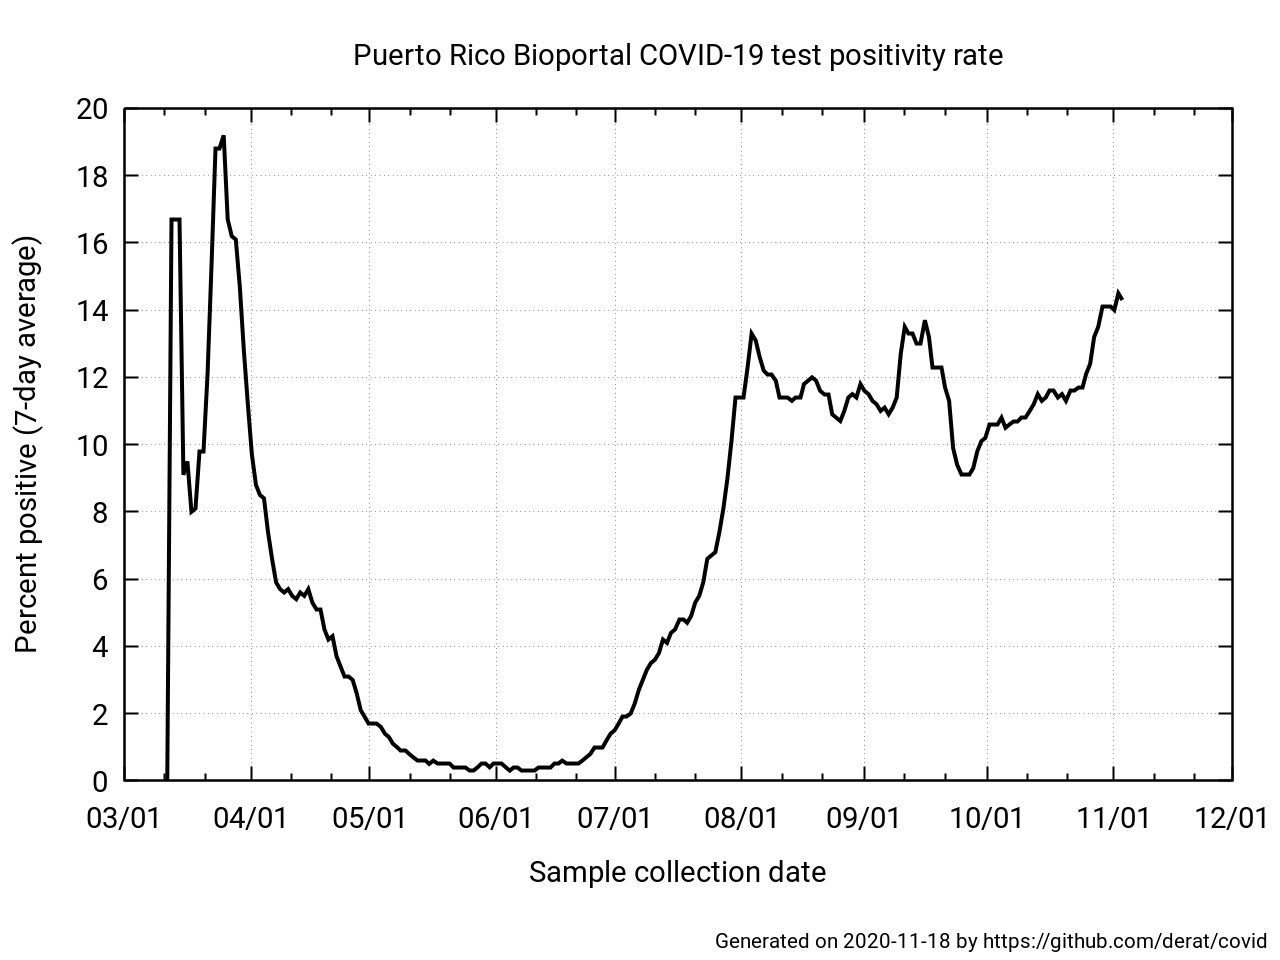 Puerto Rico Bioportal COVID-19 test positivity rate
20
18
16
14
12
10
8
6
4
2
0
Percent positive (7-day average)
03/01 04/01 05/01 06/01 07/01 08/01 09/01 10/01 11/01 12/01
Sample collection date
Generated on 2020-11-18 by https://github.com/derat/covid